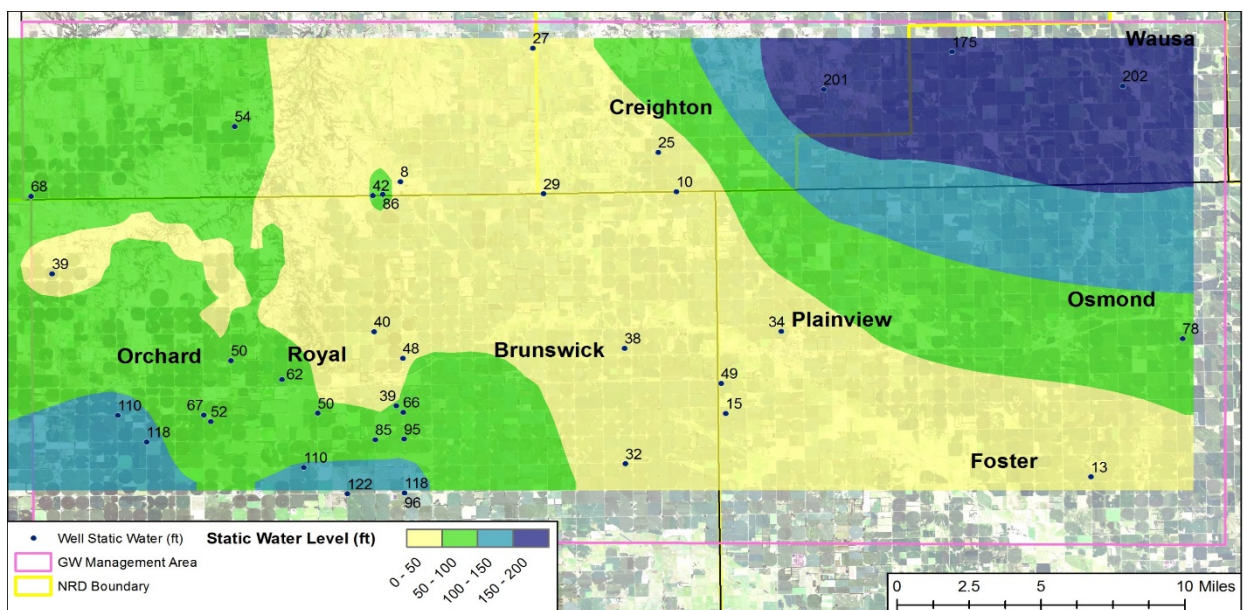 27
175
Wausa
201
202
Creighton
54
25
8
68
42
86
29
10
39
40
34
Plainview
Osmond
78
Orchard
50
Royal
48
Brunswick
38
62
49
110
67
52
50
39
66
15
118
85
95
110
32
Foster
13
122
118
96
Well Static Water (ft)
GW Management Area
NRD Boundary
Static Water Level (ft)
0 - 50
50 - 100
100 - 150
150 - 200
0 2.5 5 10 Miles